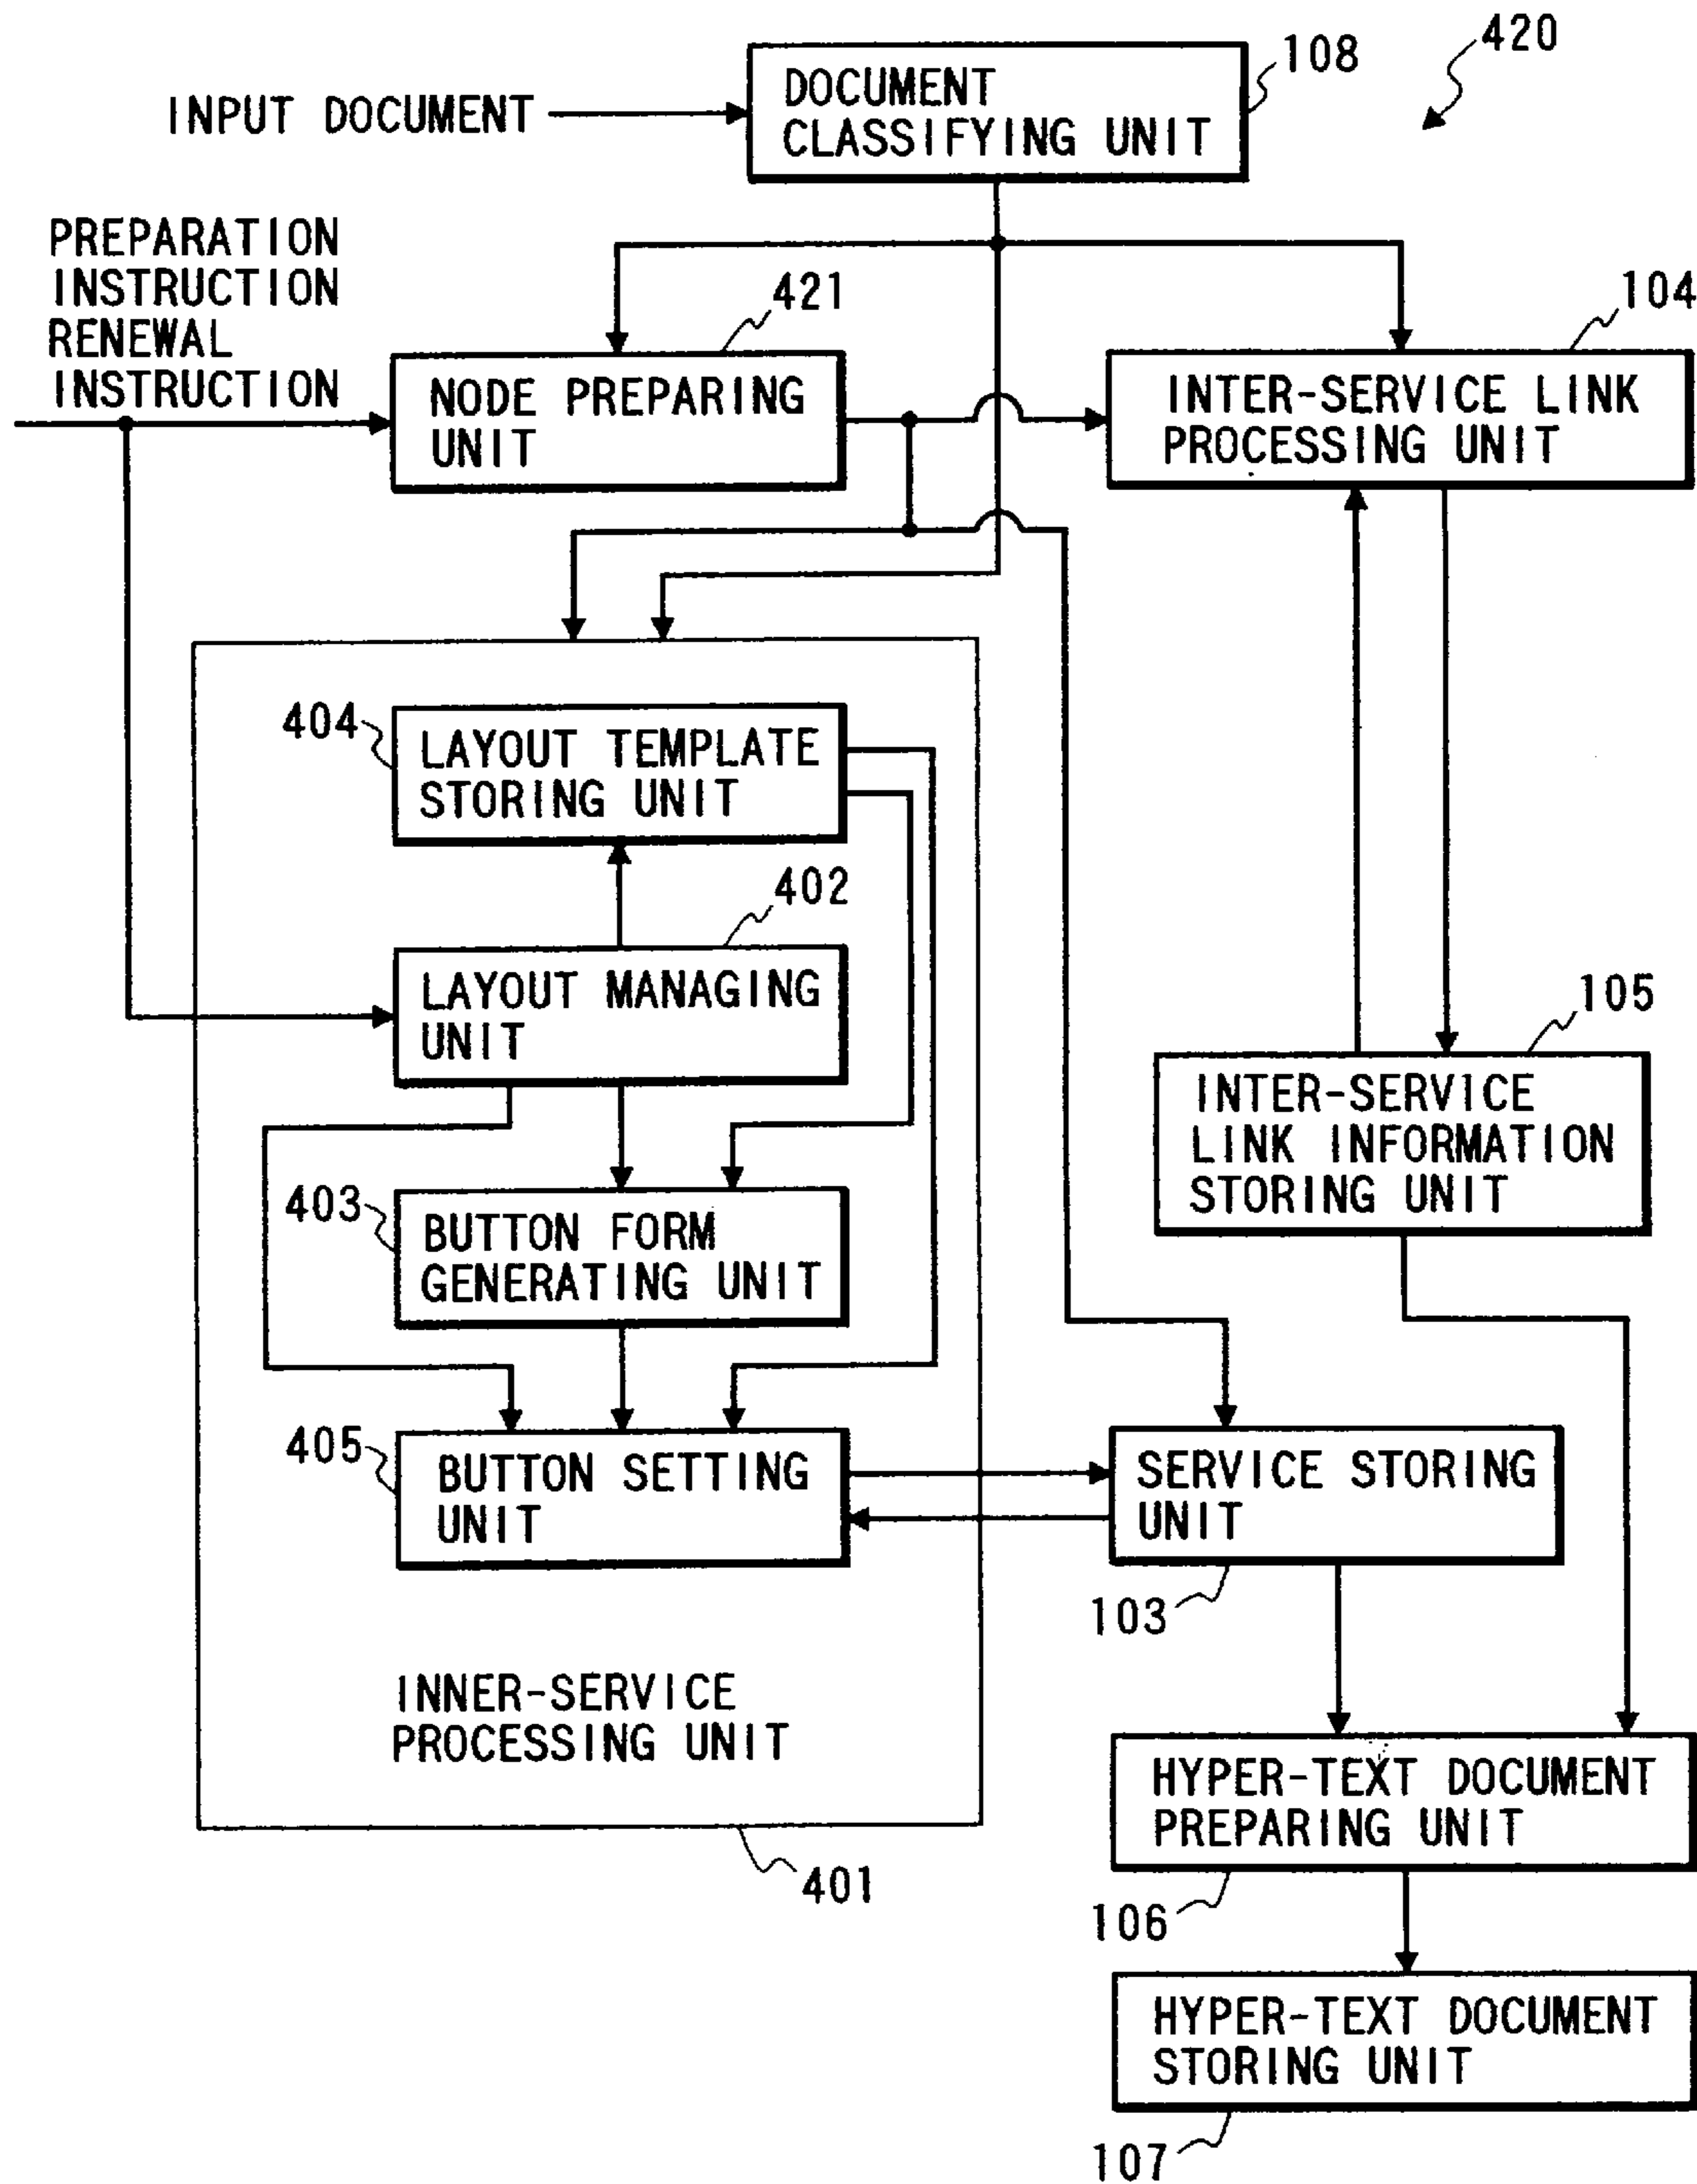 420
108
DOCUMENT
CLASSIFYING UNIT
INPUT DOCUMENT
PREPARATION
INSTRUCTION
RENEWAL
INSTRUCTION
421
104
NODE PREPARING
UNIT
INTER-SERVICE LINK
PROCESSING UNIT
404
LAYOUT TEMPLATE
STORING UNIT
402
LAYOUT MANAGING
UNIT
105
INTER-SERVICE
LINK INFORMATION
STORING UNIT
403
BUTTON FORM
GENERATING UNIT
405
BUTTON SETTING
UNIT
SERVICE STORING
UNIT
103
INNER-SERVICE
PROCESSING UNIT
401
HYPER-TEXT DOCUMENT
PREPARING UNIT
106
HYPER-TEXT DOCUMENT
STORING UNIT
107